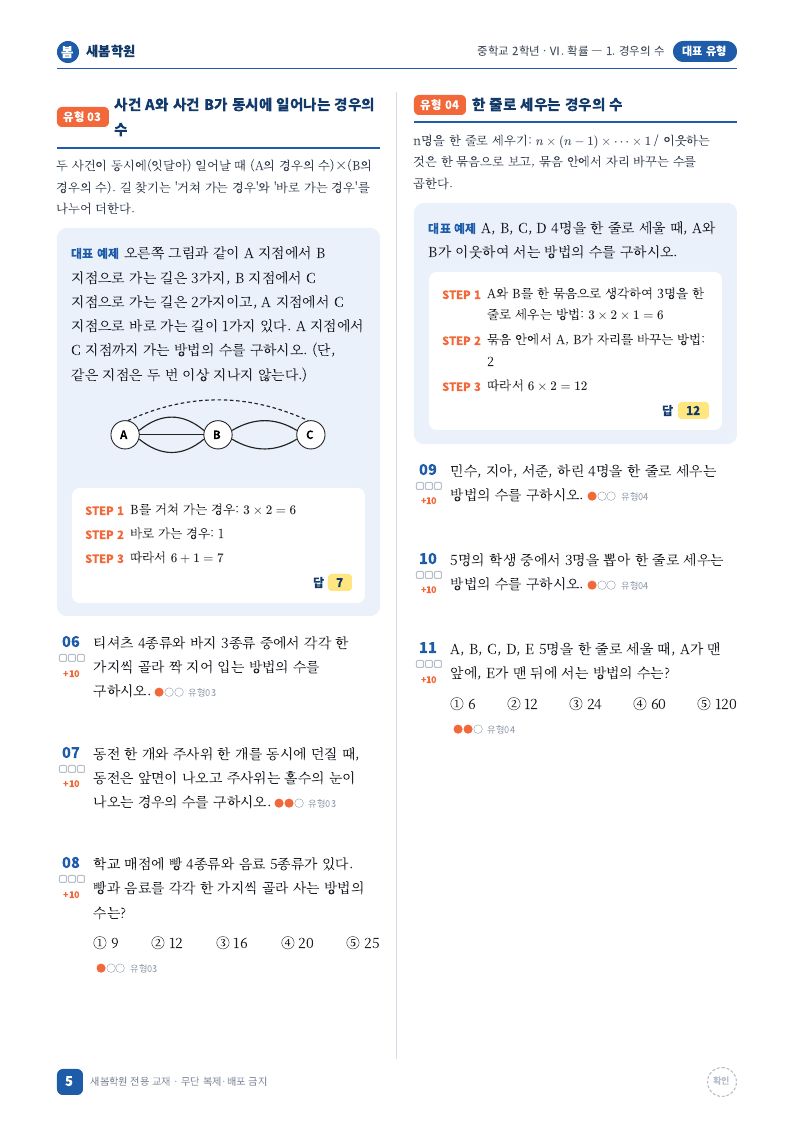 봄 새봄학원
중학교 2학년 · Ⅵ. 확률 — 1. 경우의 수 대표 유형
유형 03 사건 A와 사건 B가 동시에 일어나는 경우의
수
두 사건이 동시에(잇달아) 일어날 때 (A의 경우의 수)×(B의
경우의 수). 길 찾기는 '거쳐 가는 경우'와 '바로 가는 경우'를
나누어 더한다.
대표 예제 오른쪽 그림과 같이 A 지점에서 B
지점으로 가는 길은 3가지, B 지점에서 C
지점으로 가는 길은 2가지이고, A 지점에서 C
지점으로 바로 가는 길이 1가지 있다. A 지점에서
C 지점까지 가는 방법의 수를 구하시오. (단,
같은 지점은 두 번 이상 지나지 않는다.)
A B C
STEP 1 B를 거쳐 가는 경우: 3 × 2 = 6
STEP 2 바로 가는 경우: 1
STEP 3 따라서 6 + 1 = 7
답 7
06 티셔츠 4종류와 바지 3종류 중에서 각각 한
가지씩 골라 짝 지어 입는 방법의 수를
+10
구하시오. 유형03
07 동전 한 개와 주사위 한 개를 동시에 던질 때,
동전은 앞면이 나오고 주사위는 홀수의 눈이
+10
나오는 경우의 수를 구하시오. 유형03
08 학교 매점에 빵 4종류와 음료 5종류가 있다.
빵과 음료를 각각 한 가지씩 골라 사는 방법의
+10
수는?
① 9 ② 12 ③ 16 ④ 20 ⑤ 25
유형03
유형 04 한 줄로 세우는 경우의 수
n명을 한 줄로 세우기: n × (n − 1) × ··· × 1 / 이웃하는
것은 한 묶음으로 보고, 묶음 안에서 자리 바꾸는 수를
곱한다.
대표 예제 A, B, C, D 4명을 한 줄로 세울 때, A와
B가 이웃하여 서는 방법의 수를 구하시오.
STEP 1 A와 B를 한 묶음으로 생각하여 3명을 한
줄로 세우는 방법: 3 × 2 × 1 = 6
STEP 2 묶음 안에서 A, B가 자리를 바꾸는 방법:
2
STEP 3 따라서 6 × 2 = 12
답 12
09 민수, 지아, 서준, 하린 4명을 한 줄로 세우는
방법의 수를 구하시오. 유형04
+10
10 5명의 학생 중에서 3명을 뽑아 한 줄로 세우는
방법의 수를 구하시오. 유형04
+10
11 A, B, C, D, E 5명을 한 줄로 세울 때, A가 맨
앞에, E가 맨 뒤에 서는 방법의 수는?
+10
① 6 ② 12 ③ 24 ④ 60 ⑤ 120
유형04
5 새봄학원 전용 교재 · 무단 복제·배포 금지
확인